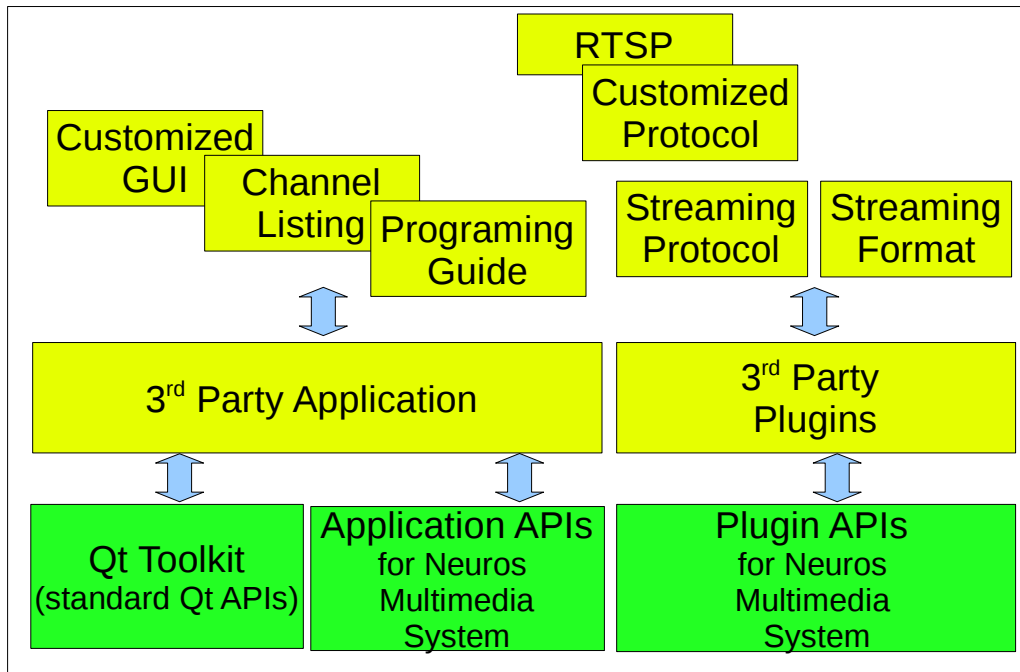 RTSP
Customized
Protocol
Customized
GUI
Channel
Listing
Programing
Guide
Streaming
Protocol
Streaming
Format
3rd Party Application
3rd Party
Plugins
Qt Toolkit
(standard Qt APIs)
Application APIs
for Neuros
Multimedia
System
Plugin APIs
for Neuros
Multimedia
System